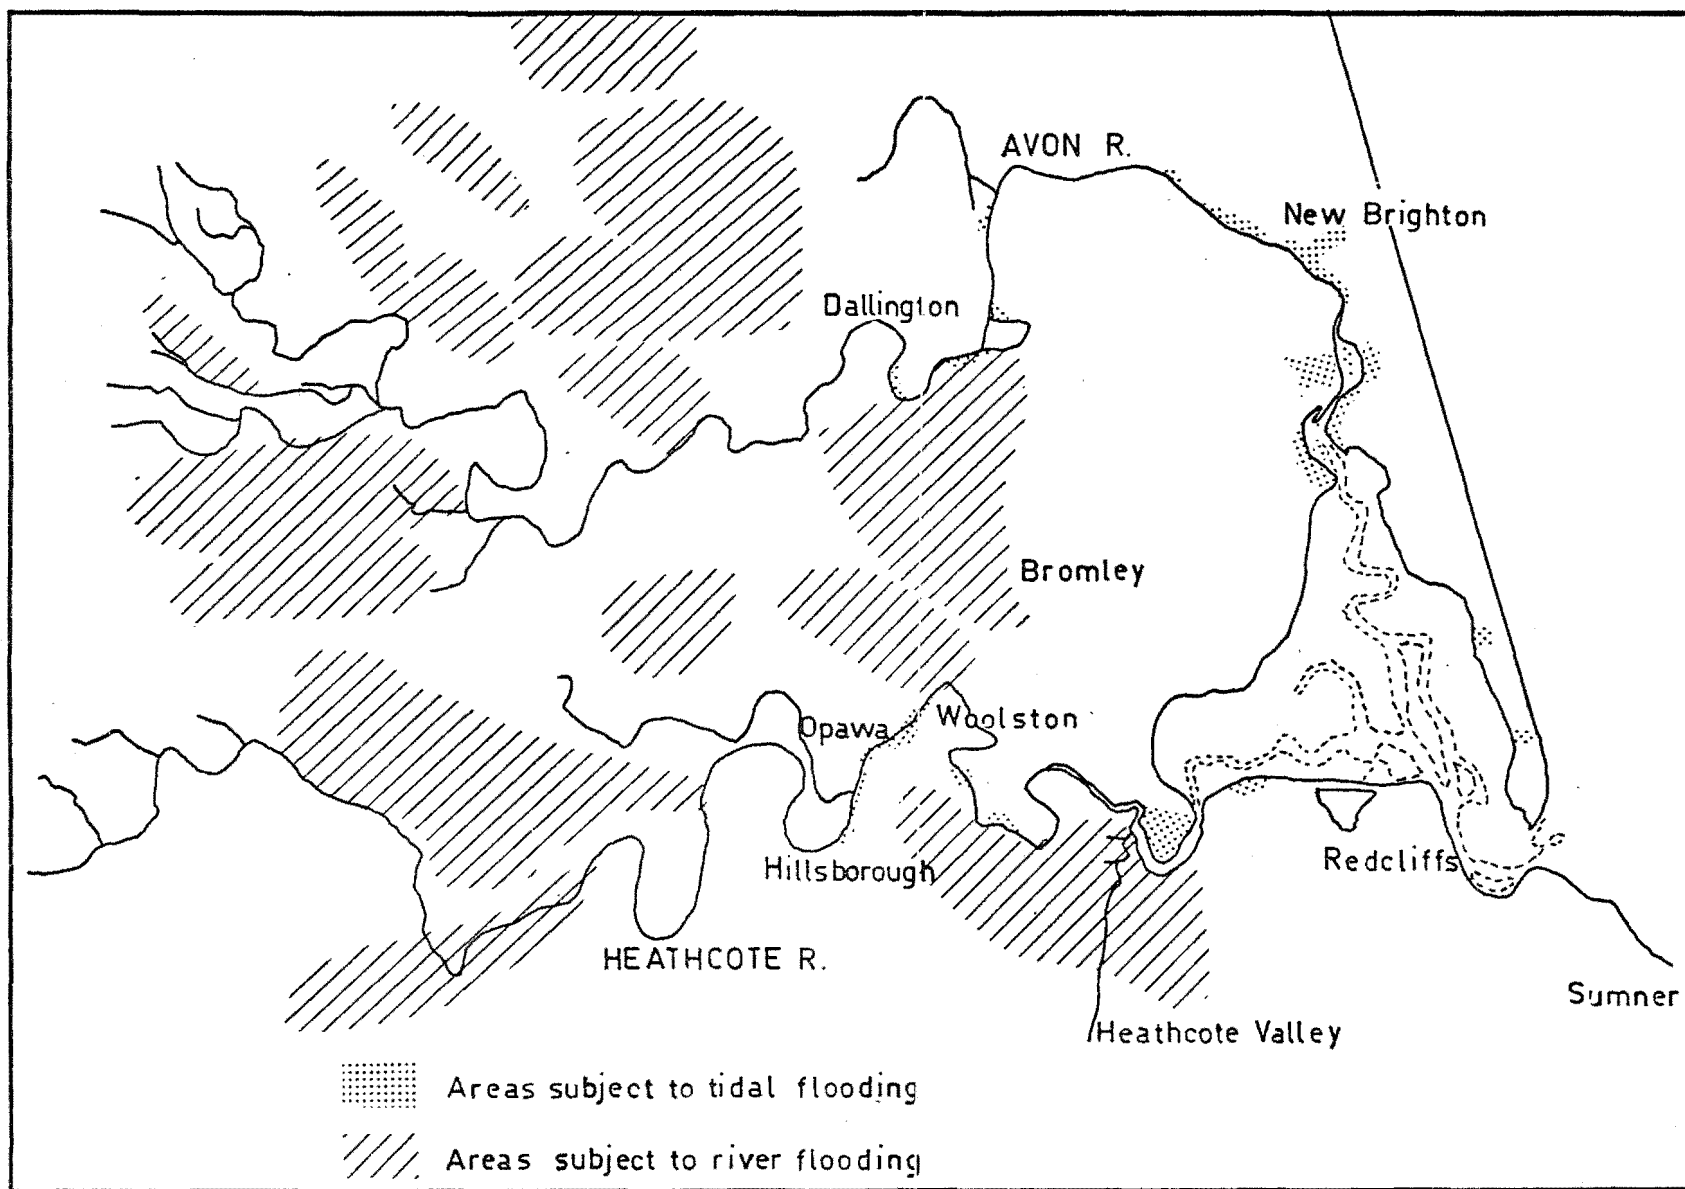 AVON R.
New Brighton
Dallington
Bromley
Opawa
Woolston
Hillsborough
Redcliffs
HEATHCOTE R.
Sumner
Heathcote Valley
Areas subject to tidal flooding
Areas subject to river flooding